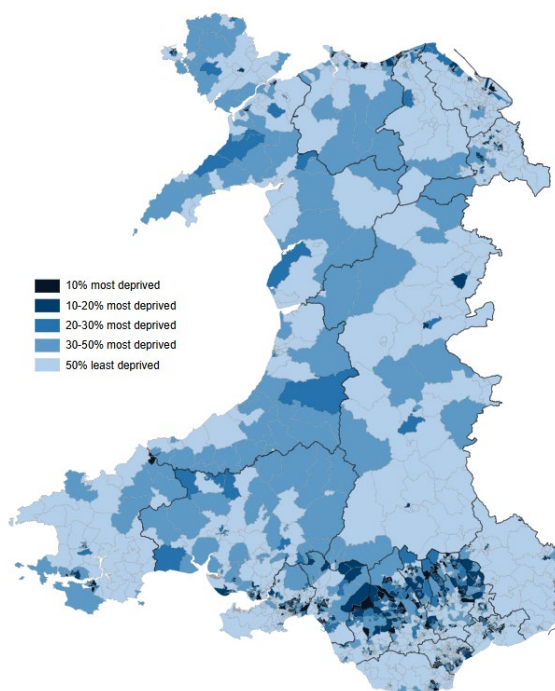 10% most deprived
10-20% most deprived
20-30% most deprived
30-50% most deprived
50% least deprived